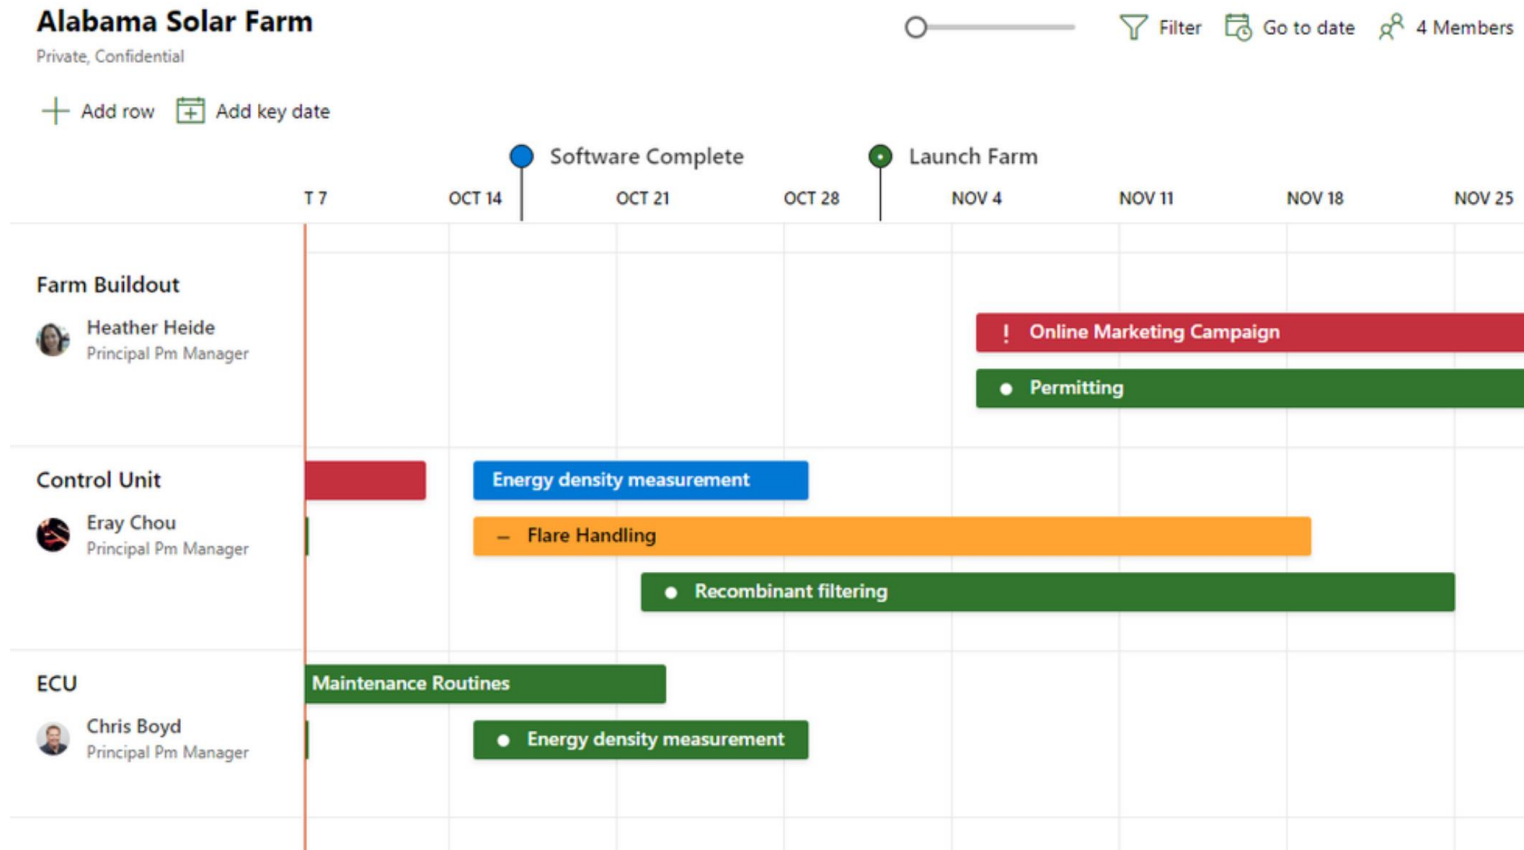 Alabama Solar Farm
Private, Confidential
Filter
Go to date
4 Members
Add row
Add key date
Software Complete
Launch Farm
T 7
OCT 14
OCT 21
OCT 28
NOV 4
NOV 11
NOV 18
NOV 25
Farm Buildout
Heather Heide
Principal Pm Manager
! Online Marketing Campaign
Permitting
Control Unit
Eray Chou
Principal Pm Manager
Energy density measurement
– Flare Handling
Recombinant filtering
ECU
Chris Boyd
Principal Pm Manager
Maintenance Routines
Energy density measurement